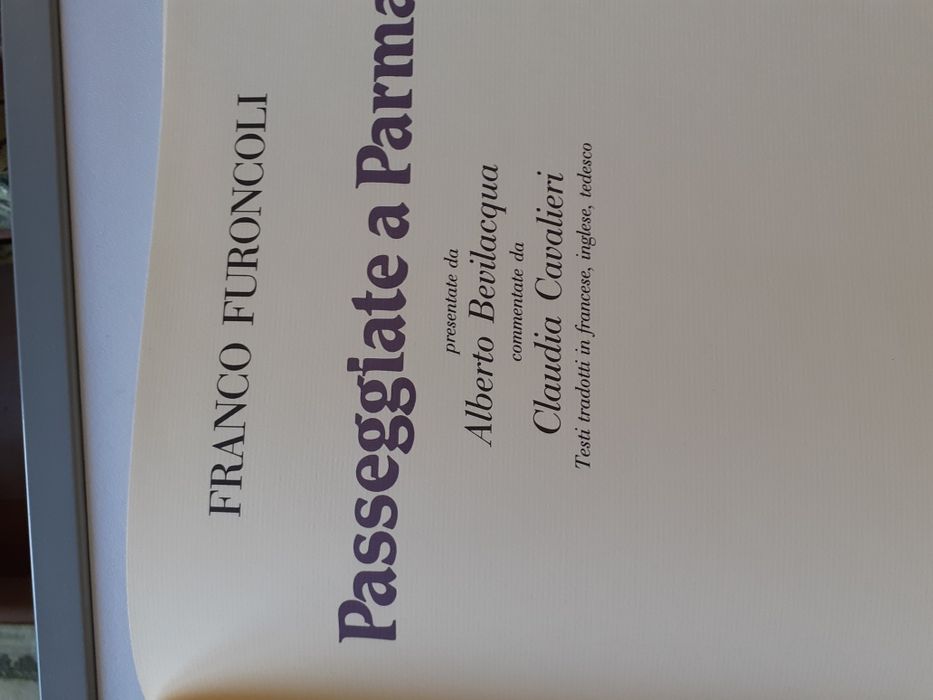 FRANCO FURONCOLI
Passeggiate a Parma
presentate da
Alberto Bevilacqua
commentate da
Claudia Cavalieri
Testi tradotti in francese, inglese, tedesco